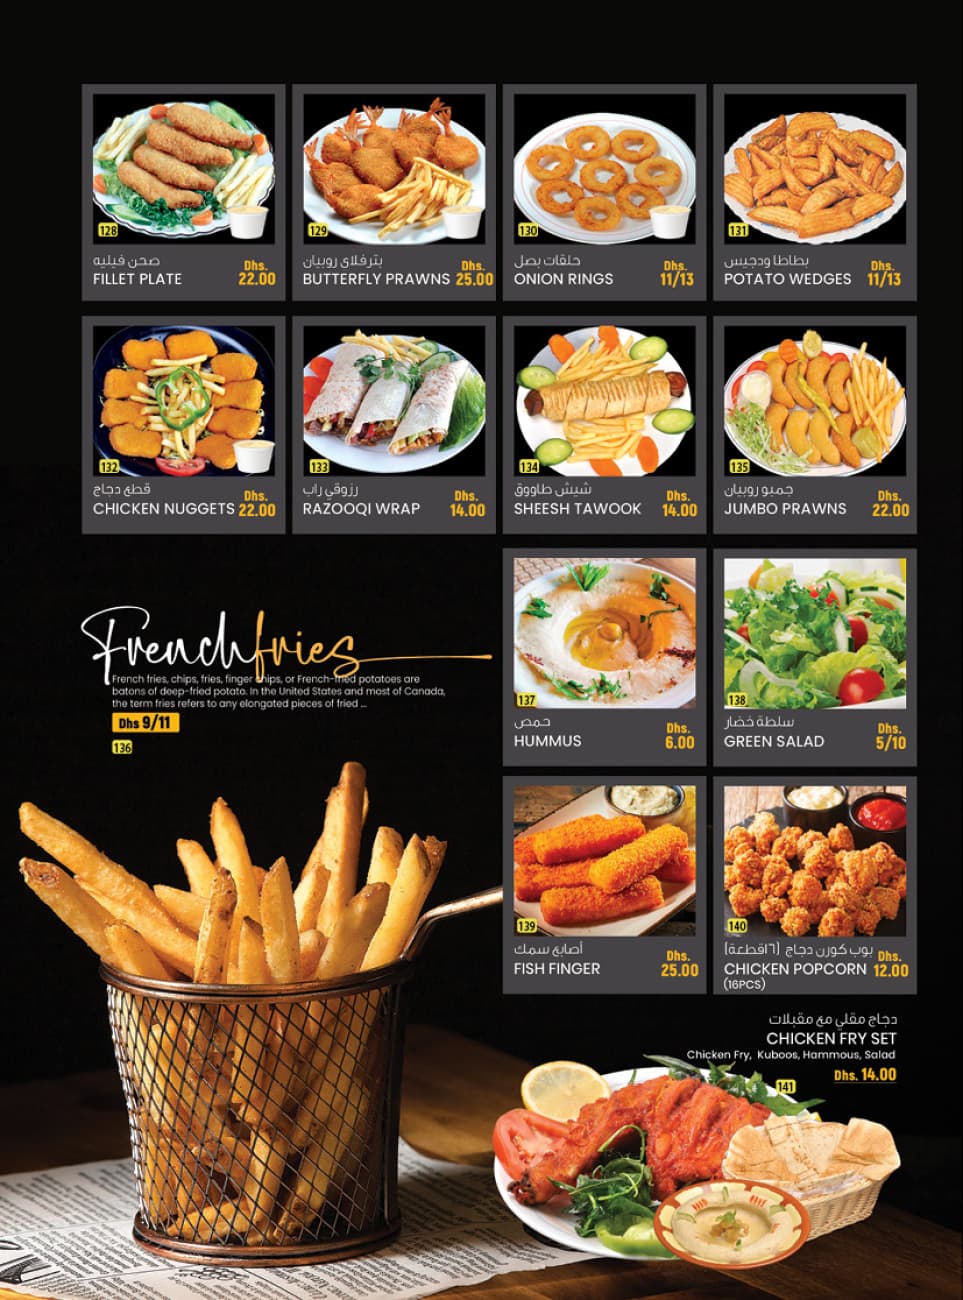 128
صحن فيليه
FILLET PLATE
Dhs.
22.00
129
بترفلاي روبيان
BUTTERFLY PRAWNS
Dhs.
25.00
130
حلقات بصل
ONION RINGS
Dhs.
11/13
131
بطاطا ودجيس
POTATO WEDGES
Dhs.
11/13
132
قطع دجاج
CHICKEN NUGGETS
Dhs.
22.00
133
رزوقي راب
RAZOOQI WRAP
Dhs.
14.00
134
شيش طاووق
SHEESH TAWOOK
Dhs.
14.00
135
جمبو روبيان
JUMBO PRAWNS
Dhs.
22.00
Frenchfries
French fries, chips, fries, finger chips, or French-fried potatoes are
batons of deep-fried potato. In the United States and most of Canada,
the term fries refers to any elongated pieces of fried ...
Dhs 9/11
136
137
حمص
HUMMUS
Dhs.
6.00
138
سلطة خضار
GREEN SALAD
Dhs.
5/10
139
أصابع سمك
FISH FINGER
Dhs.
25.00
140
بوب كورن دجاج (١٦قطعة)
CHICKEN POPCORN
(16PCS)
Dhs.
12.00
دجاج مقلي مع مقبلات
CHICKEN FRY SET
Chicken Fry, Kuboos, Hammous, Salad
Dhs. 14.00
141